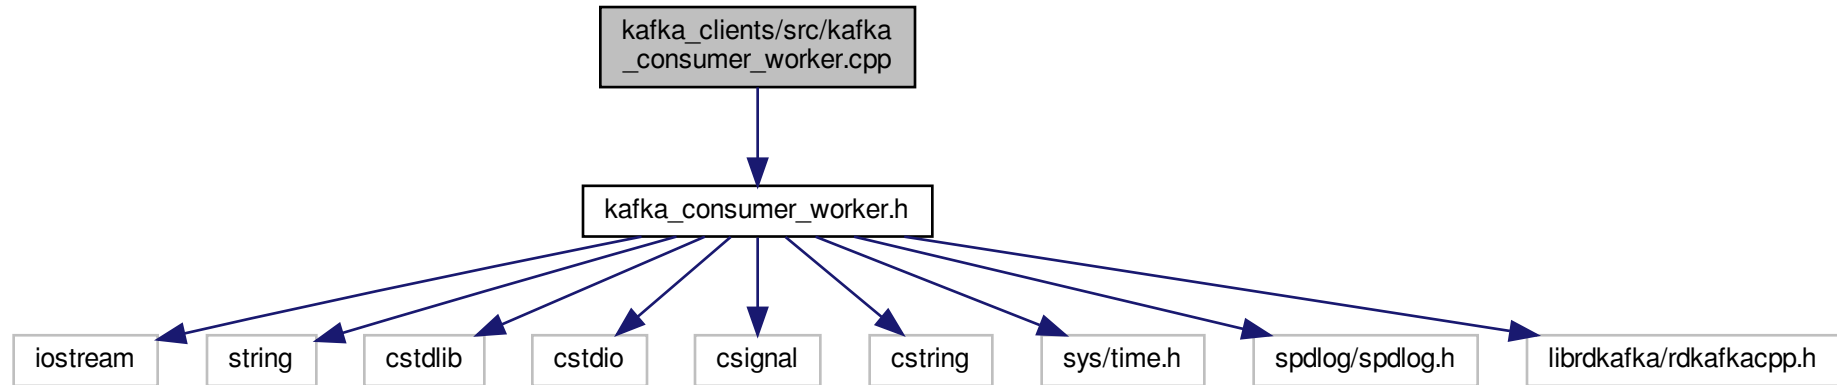 kafka_clients/src/kafka
_consumer_worker.cpp
kafka_consumer_worker.h
iostream
string
cstdlib
cstdio
csignal
cstring
sys/time.h
spdlog/spdlog.h
librdkafka/rdkafkacpp.h